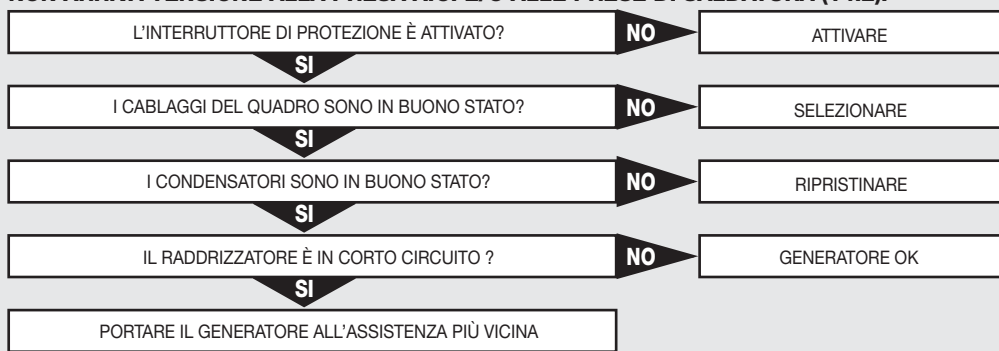 L'INTERRUTTORE DI PROTEZIONE È ATTIVATO?
NO
ATTIVARE
SI
I CABLAGGI DEL QUADRO SONO IN BUONO STATO?
NO
SELEZIONARE
SI
I CONDENSATORI SONO IN BUONO STATO?
NO
RIPRISTINARE
SI
IL RADDRIZZATORE È IN CORTO CIRCUITO ?
NO
GENERATORE OK
SI
PORTARE IL GENERATORE ALL'ASSISTENZA PIÙ VICINA